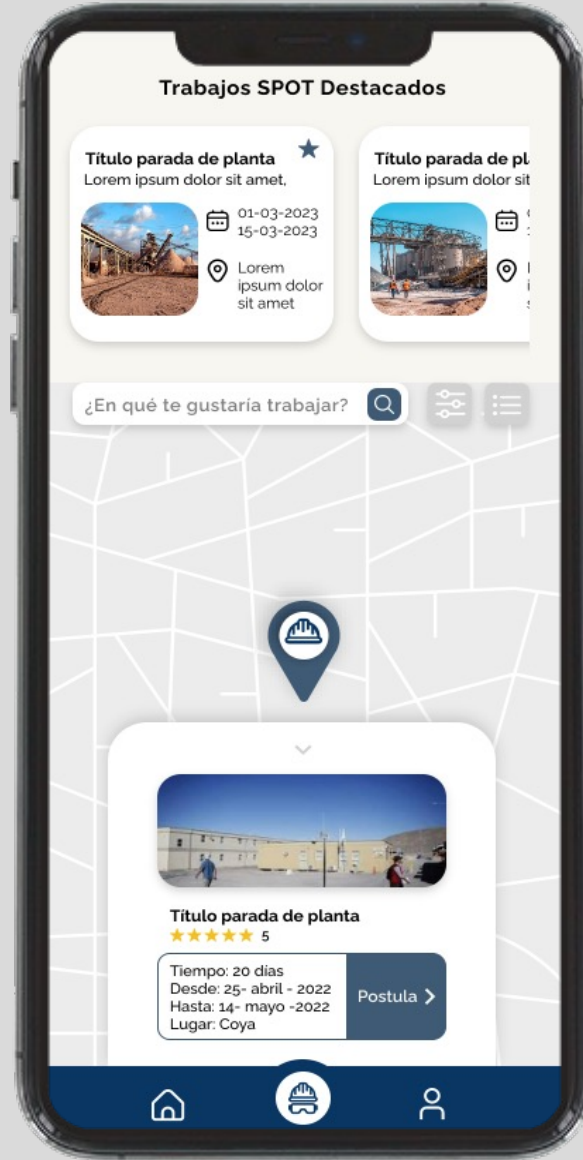 Trabajos SPOT Destacados
Título parada de planta
Lorem ipsum dolor sit amet,
01-03-2023
15-03-2023
Lorem
ipsum dolor
sit amet
Título parada de
Lorem ipsum dolor sit
¿En qué te gustaría trabajar?
Título parada de planta
5
Tiempo: 20 días
Desde: 25- abril - 2022
Hasta: 14- mayo -2022
Lugar: Coya
Postula